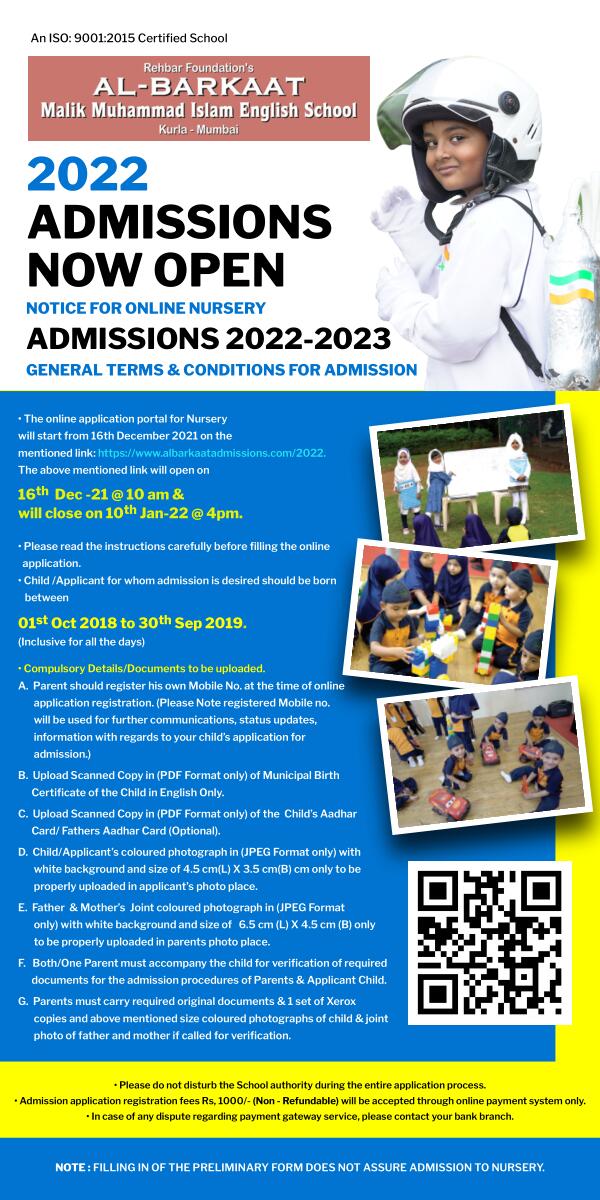 An ISO: 9001:2015 Certified School
Rehbar Foundation's
AL-BARKAAT
Malik Muhammad Islam English School
Kurla - Mumbai
2022
ADMISSIONS
NOW OPEN
NOTICE FOR ONLINE NURSERY
ADMISSIONS 2022-2023
GENERAL TERMS & CONDITIONS FOR ADMISSION
• The online application portal for Nursery
will start from 16th December 2021 on the
mentioned link: https://www.albarkaatadmissions.com/2022.
The above mentioned link will open on
16th Dec -21 @ 10 am &
will close on 10th Jan-22 @ 4pm.
• Please read the instructions carefully before filling the online
application.
• Child /Applicant for whom admission is desired should be born
between
01st Oct 2018 to 30th Sep 2019.
(Inclusive for all the days)
• Compulsory Details/Documents to be uploaded.
A. Parent should register his own Mobile No. at the time of online
application registration. (Please Note registered Mobile no.
will be used for further communications, status updates,
information with regards to your child's application for
admission.)
B. Upload Scanned Copy in (PDF Format only) of Municipal Birth
Certificate of the Child in English Only.
C. Upload Scanned Copy in (PDF Format only) of the Child's Aadhar
Card/ Fathers Aadhar Card (Optional).
D. Child/Applicant's coloured photograph in (JPEG Format only) with
white background and size of 4.5 cm(L) X 3.5 cm(B) cm only to be
properly uploaded in applicant's photo place.
E. Father & Mother's Joint coloured photograph in (JPEG Format
only) with white background and size of 6.5 cm (L) X 4.5 cm (B) only
to be properly uploaded in parents photo place.
F. Both/One Parent must accompany the child for verification of required
documents for the admission procedures of Parents & Applicant Child.
G. Parents must carry required original documents & 1 set of Xerox
copies and above mentioned size coloured photographs of child & joint
photo of father and mother if called for verification.
• Please do not disturb the School authority during the entire application process.
• Admission application registration fees Rs, 1000/- (Non - Refundable) will be accepted through online payment system only.
• In case of any dispute regarding payment gateway service, please contact your bank branch.
NOTE : FILLING IN OF THE PRELIMINARY FORM DOES NOT ASSURE ADMISSION TO NURSERY.